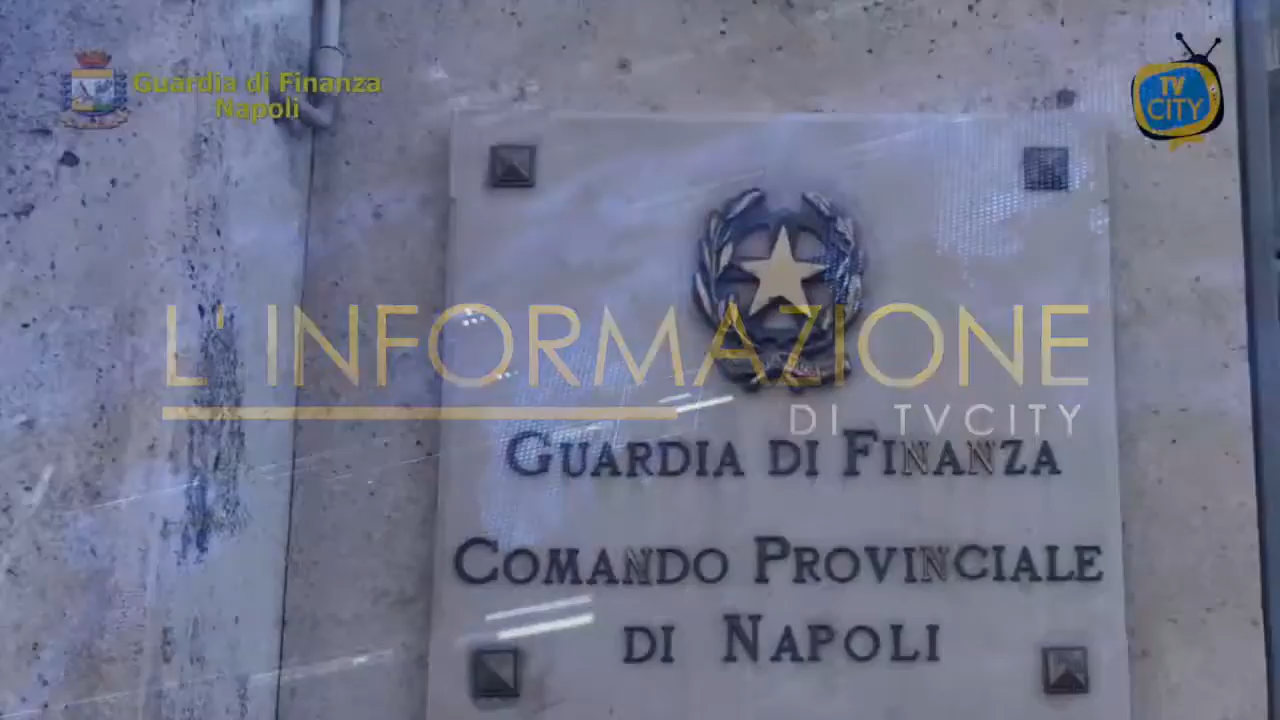 Guardia di Finanza
Napoli
TV
CITY
L'INFORMAZIONE
DI TVCITY
GUARDIA DI FINANZA
COMANDO PROVINCIALE
DI NAPOLI